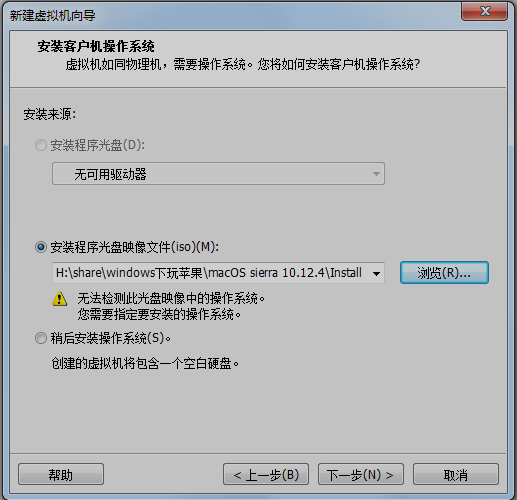 新建虚拟机向导
安装客户机操作系统
虚拟机如同物理机，需要操作系统。您将如何安装客户机操作系统?
安装来源:
安装程序光盘(D):
无可用驱动器
安装程序光盘映像文件(iso)(M):
H:\share\windows下玩苹果\macOS sierra 10.12.4\Install
浏览(R)...
无法检测此光盘映像中的操作系统。
您需要指定要安装的操作系统。
稍后安装操作系统(S)。
创建的虚拟机将包含一个空白硬盘。
帮助
< 上一步(B)
下一步(N) >
取消